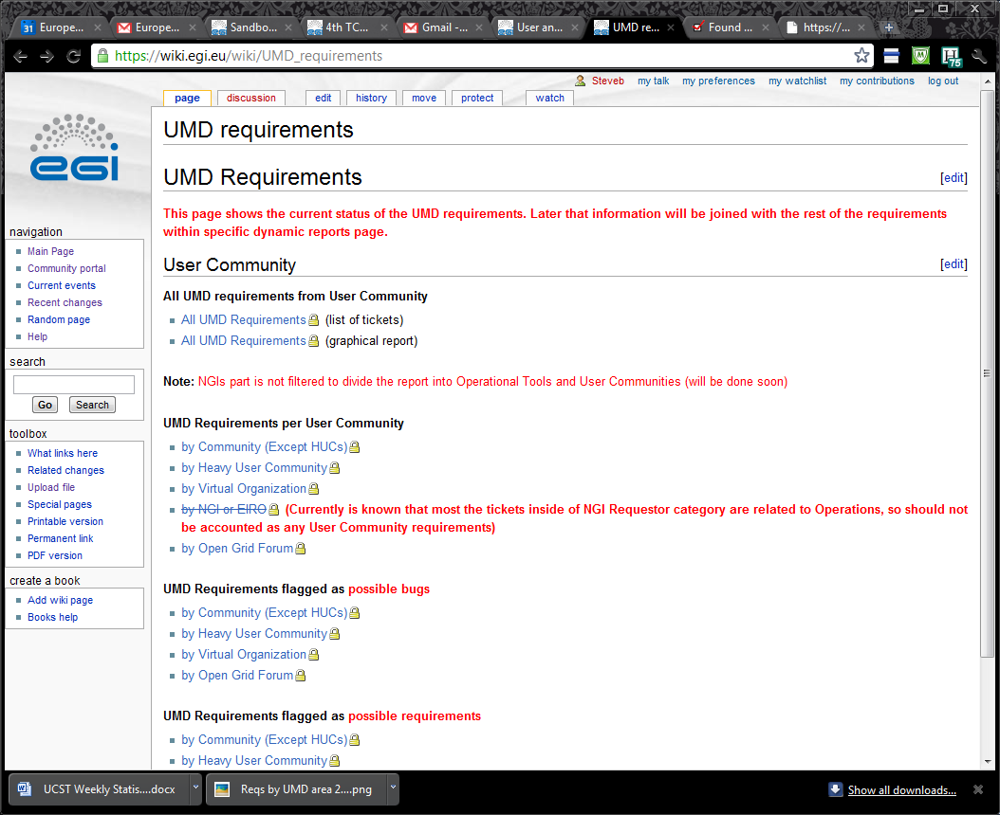 31 Europe...
Europe...
Sandbo...
4th TC...
Gmail -...
User an...
UMD re...
Found ...
https://...
https://wiki.egi.eu/wiki/UMD_requirements
75
Steveb my talk my preferences my watchlist my contributions log out
page discussion edit history move protect watch
egi
UMD requirements
UMD Requirements [edit]
This page shows the current status of the UMD requirements. Later that information will be joined with the rest of the requirements
within specific dynamic reports page.
User Community [edit]
All UMD requirements from User Community
All UMD Requirements (list of tickets)
All UMD Requirements (graphical report)
Note: NGIs part is not filtered to divide the report into Operational Tools and User Communities (will be done soon)
UMD Requirements per User Community
by Community (Except HUCs)
by Heavy User Community
by Virtual Organization
by NGI or EIRO (Currently is known that most the tickets inside of NGI Requestor category are related to Operations, so should not
be accounted as any User Community requirements)
by Open Grid Forum
UMD Requirements flagged as possible bugs
by Community (Except HUCs)
by Heavy User Community
by Virtual Organization
by Open Grid Forum
UMD Requirements flagged as possible requirements
by Community (Except HUCs)
by Heavy User Community
navigation
Main Page
Community portal
Current events
Recent changes
Random page
Help
search
Go Search
toolbox
What links here
Related changes
Upload file
Special pages
Printable version
Permanent link
PDF version
create a book
Add wiki page
Books help
UCST Weekly Statis....docx
Reqs by UMD area 2....png
Show all downloads...